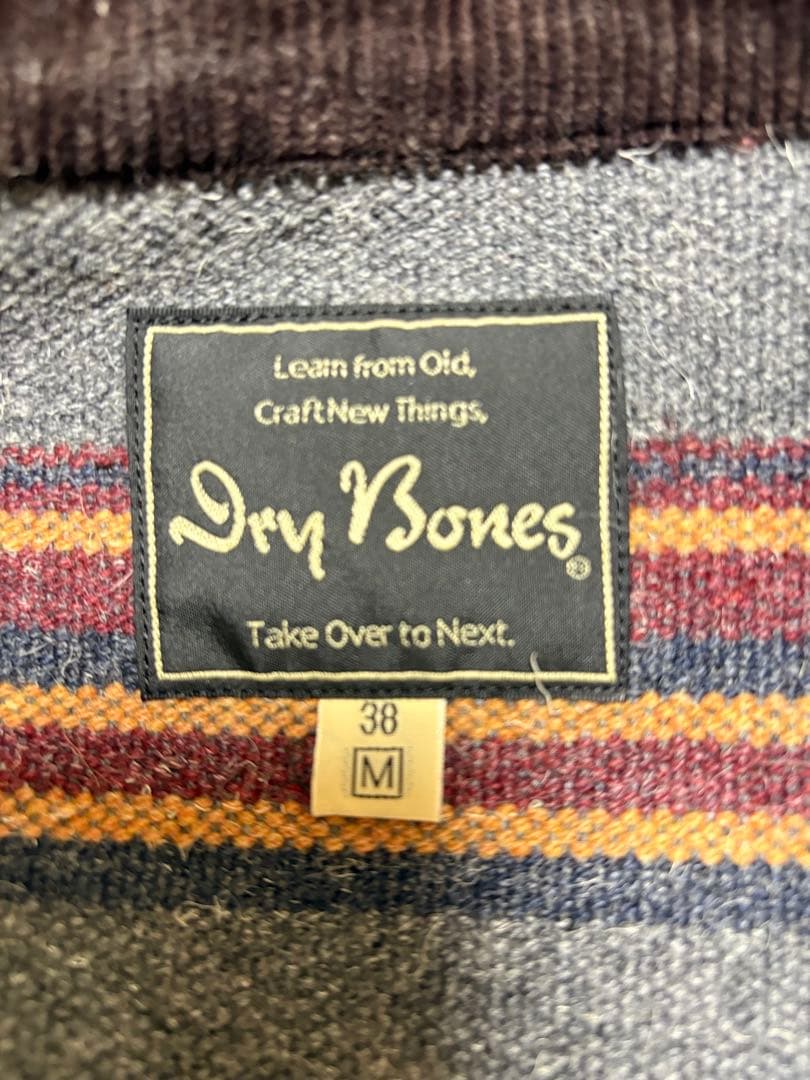 Learn from Old,
Craft New Things,
Dry Bones®
Take Over to Next.
38
M